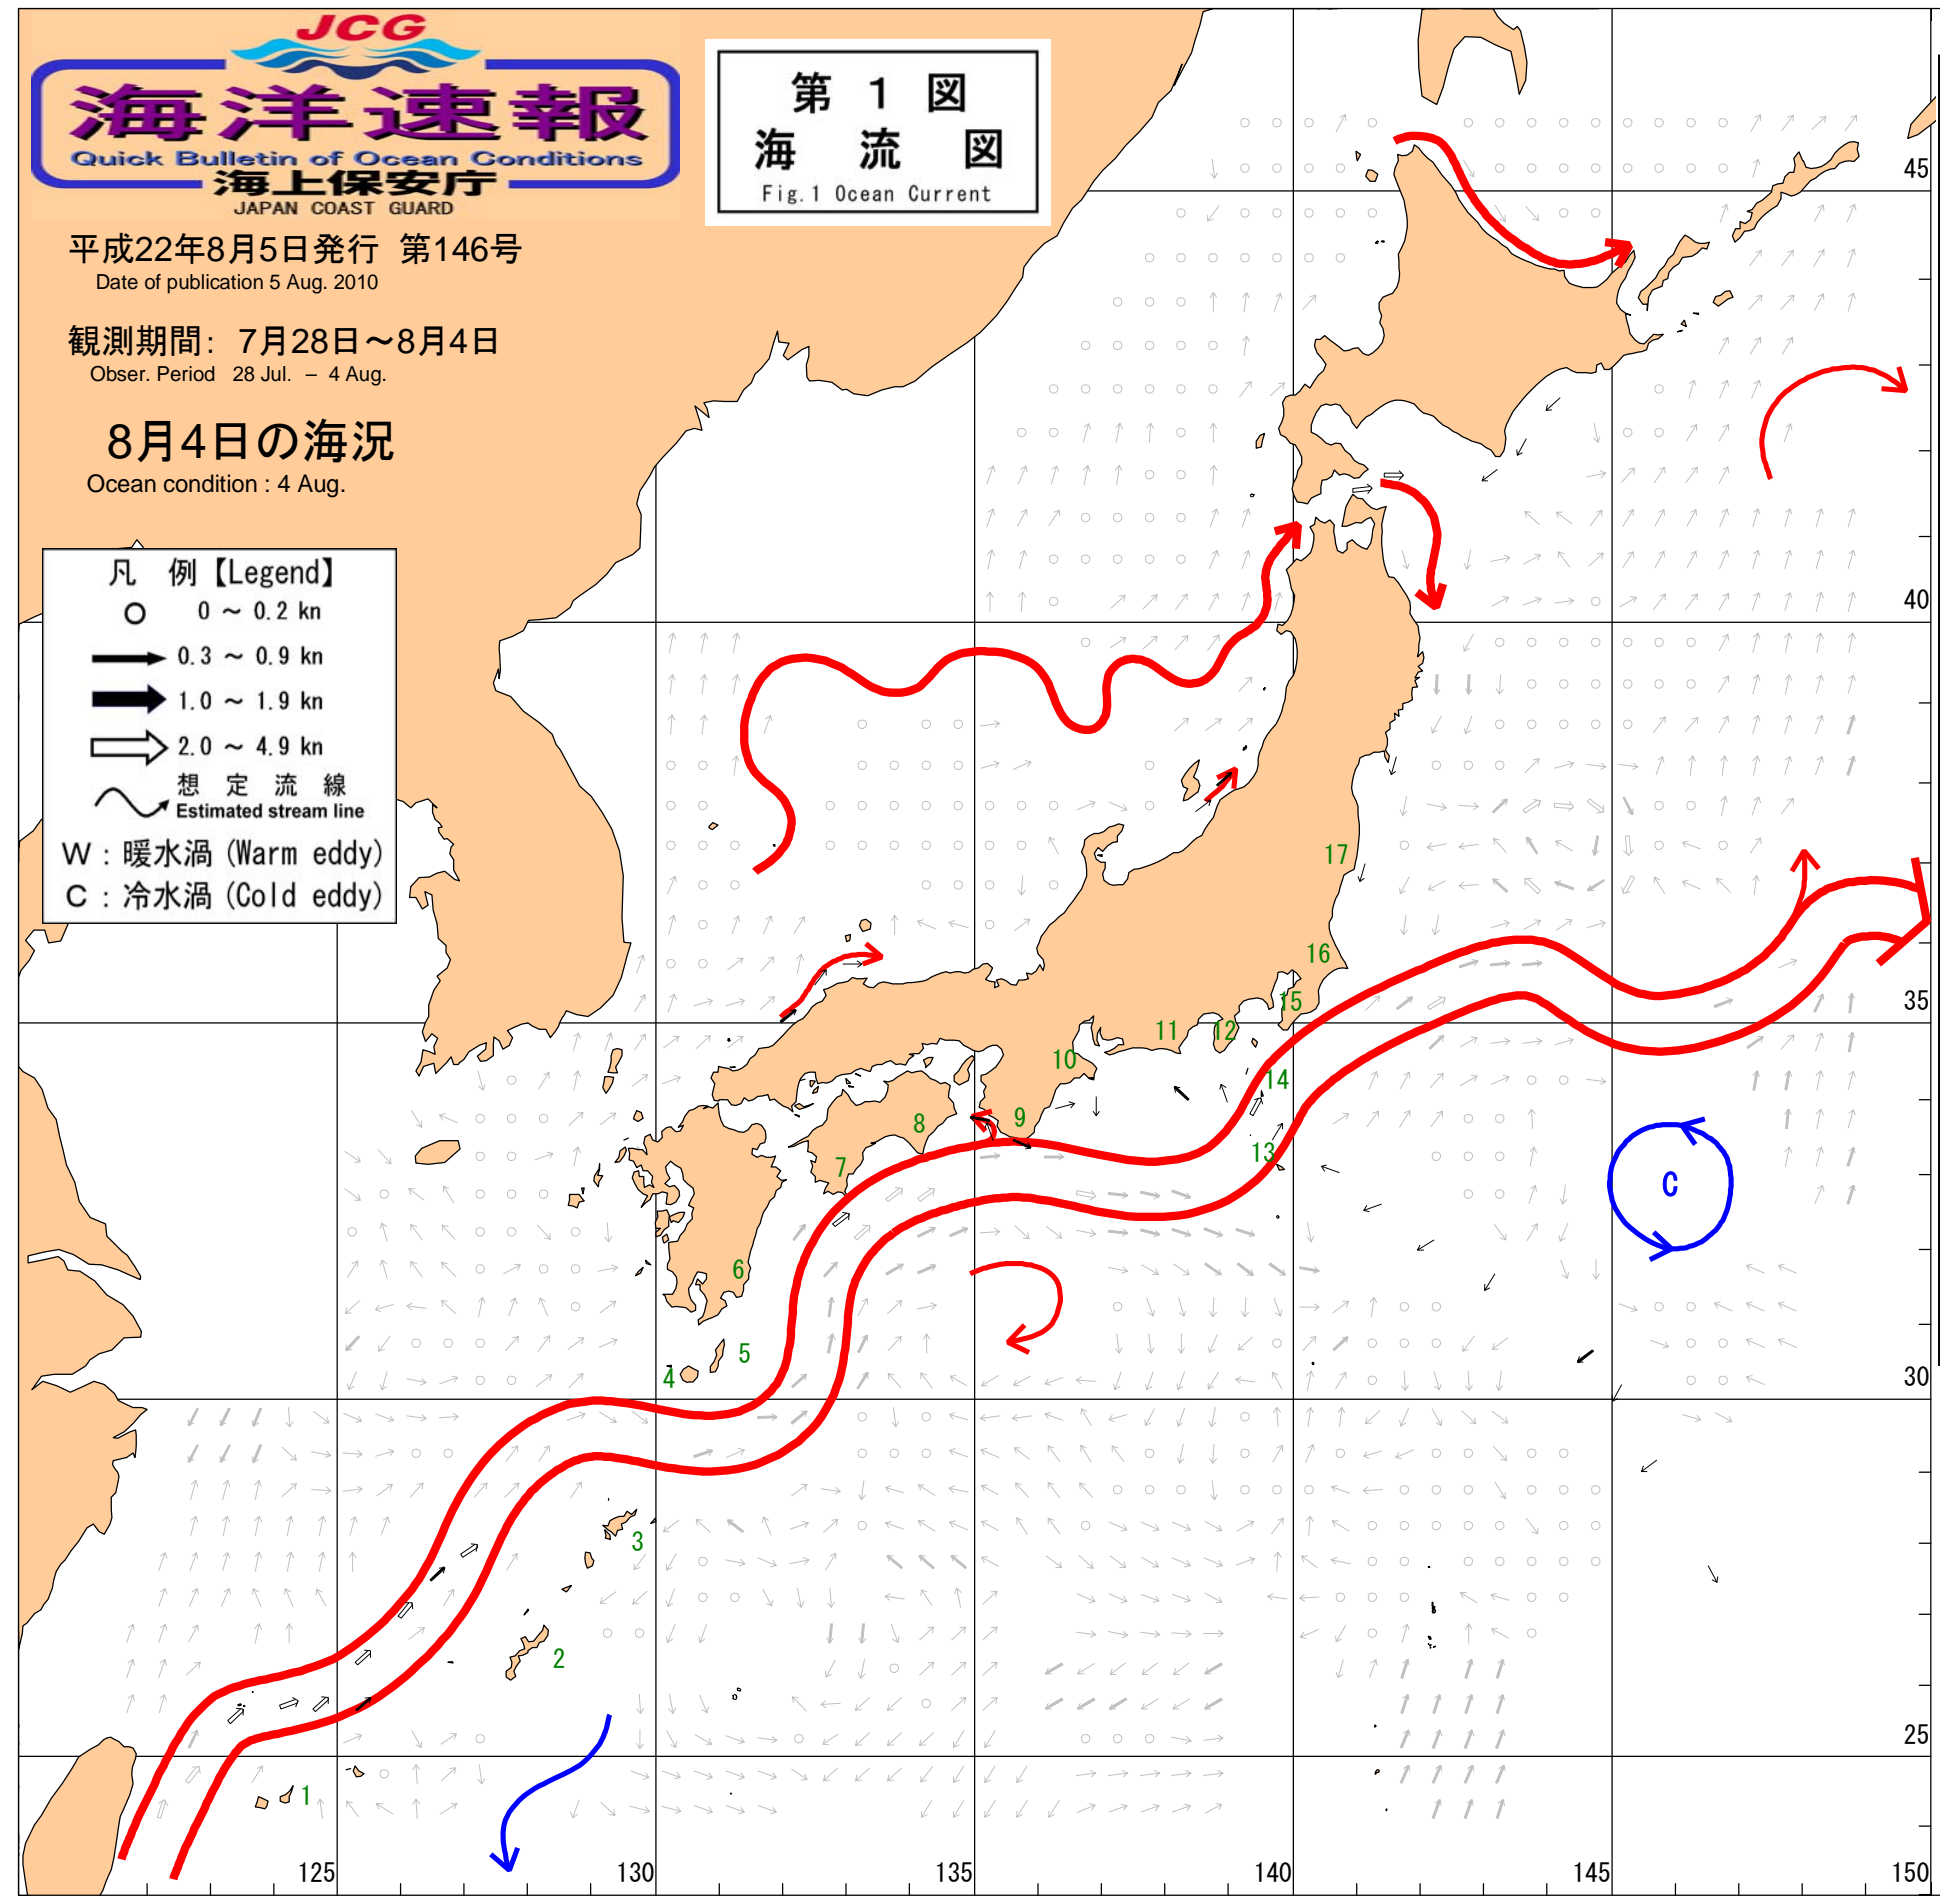 JCG
海洋速報
Quick Bulletin of Ocean Conditions
海上保安庁
JAPAN COAST GUARD
第 1 図
海 流 図
Fig.1 Ocean Current
平成22年8月5日発行 第146号
Date of publication 5 Aug. 2010
観測期間: 7月28日～8月4日
Obser. Period 28 Jul. – 4 Aug.
8月4日の海況
Ocean condition : 4 Aug.
凡 例【Legend】
0 ～ 0.2 kn
0.3 ～ 0.9 kn
1.0 ～ 1.9 kn
2.0 ～ 4.9 kn
想 定 流 線
Estimated stream line
W : 暖水渦 (Warm eddy)
C : 冷水渦 (Cold eddy)
45
40
17
16
35
15
11
12
10
14
8
9
13
7
C
6
5
4
30
3
2
25
1
125
130
135
140
145
150